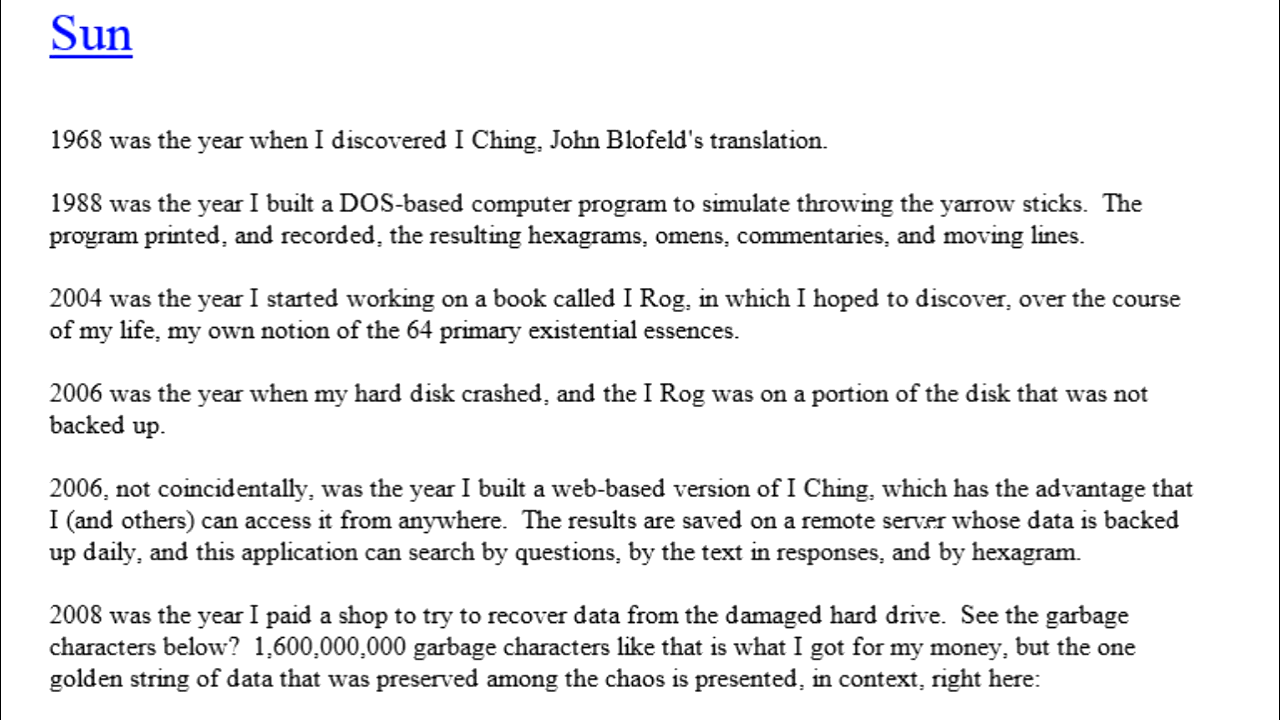 Sun
1968 was the year when I discovered I Ching, John Blofeld's translation.
1988 was the year I built a DOS-based computer program to simulate throwing the yarrow sticks.  The
program printed, and recorded, the resulting hexagrams, omens, commentaries, and moving lines.
2004 was the year I started working on a book called I Rog, in which I hoped to discover, over the course
of my life, my own notion of the 64 primary existential essences.
2006 was the year when my hard disk crashed, and the I Rog was on a portion of the disk that was not
backed up.
2006, not coincidentally, was the year I built a web-based version of I Ching, which has the advantage that
I (and others) can access it from anywhere.  The results are saved on a remote server whose data is backed
up daily, and this application can search by questions, by the text in responses, and by hexagram.
2008 was the year I paid a shop to try to recover data from the damaged hard drive.  See the garbage
characters below?  1,600,000,000 garbage characters like that is what I got for my money, but the one
golden string of data that was preserved among the chaos is presented, in context, right here: